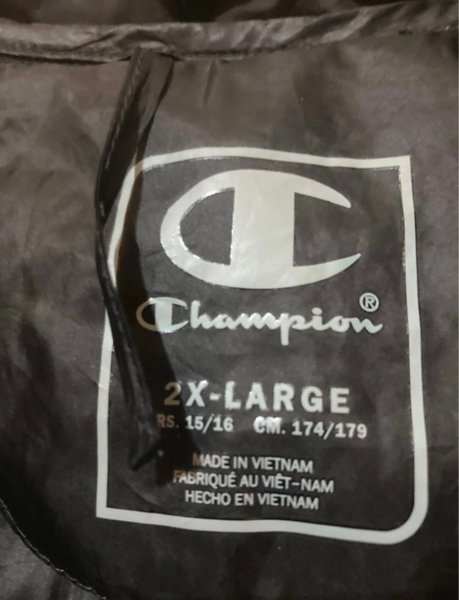 Champion®
2X-LARGE
RS. 15/16 CM. 174/179
MADE IN VIETNAM
FABRIQUÉ AU VIÊT-NAM
HECHO EN VIETNAM